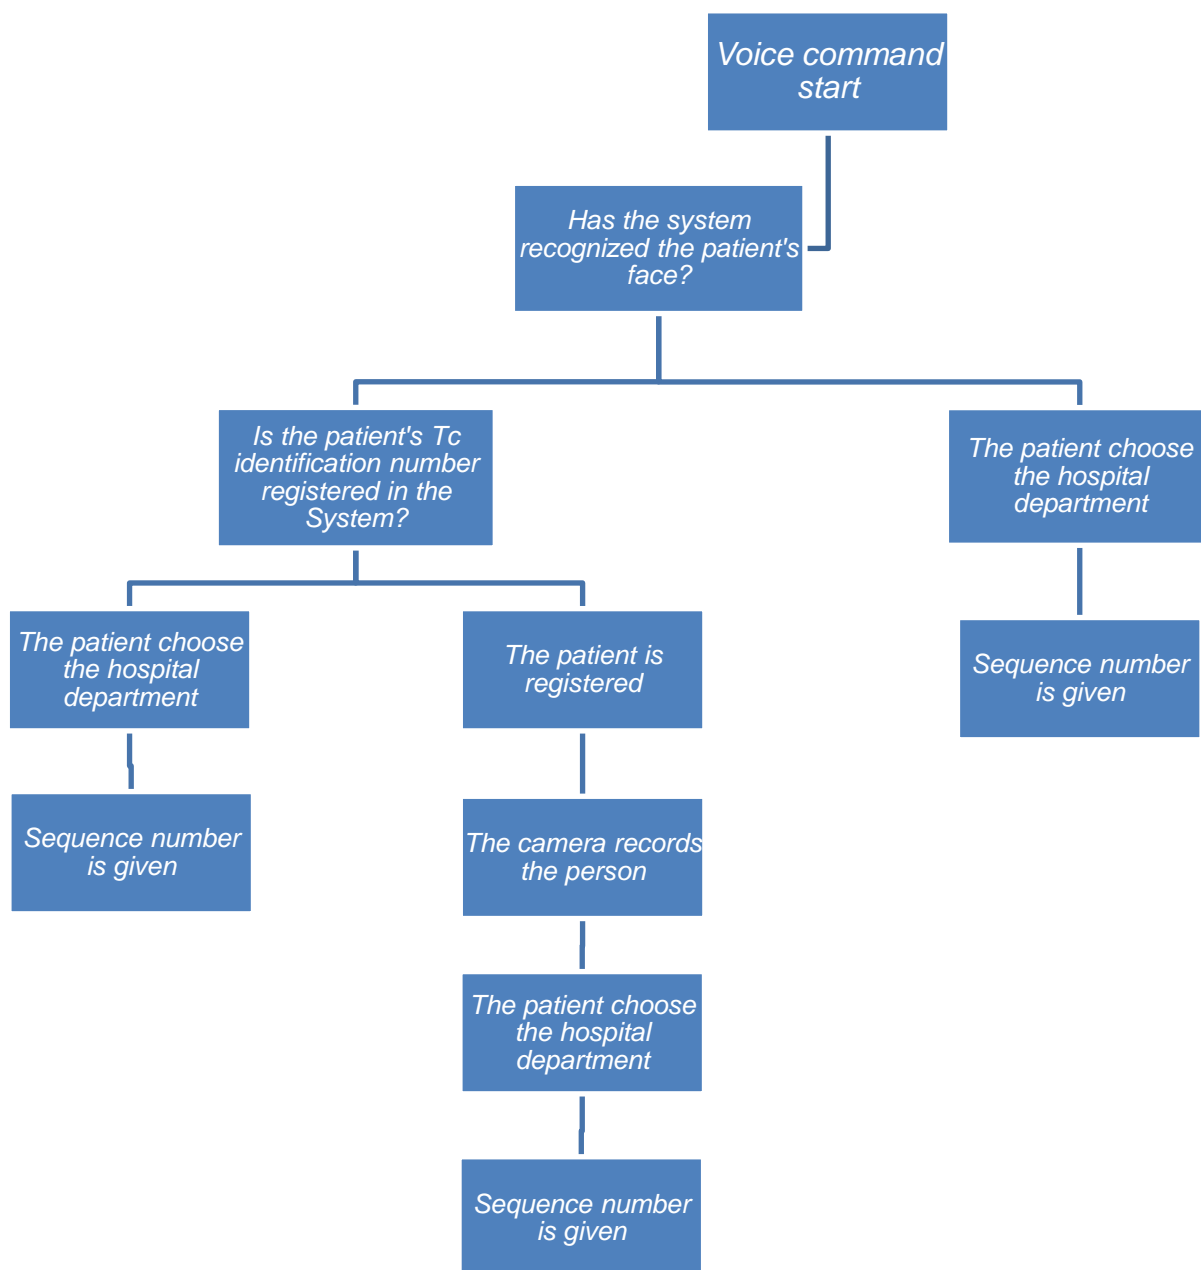 Voice command
start
Has the system
recognized the patient's
face?
Is the patient's Tc
identification number
registered in the
System?
The patient choose
the hospital
department
The patient choose
the hospital
department
The patient is
registered
Sequence number
is given
Sequence number
is given
The camera records
the person
The patient choose
the hospital
department
Sequence number
is given